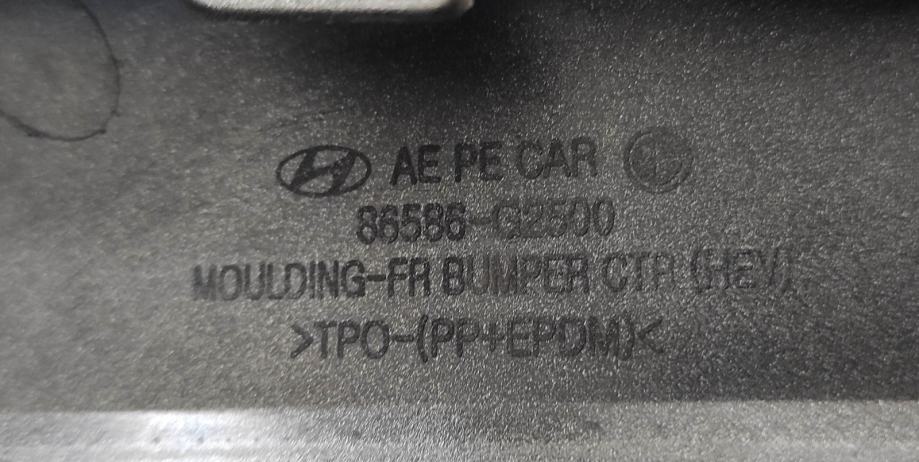 AE PE CAR
86586-G2500
MOULDING-FR BUMPER CTR (HEV)
>TPO-(PP+EPDM)<